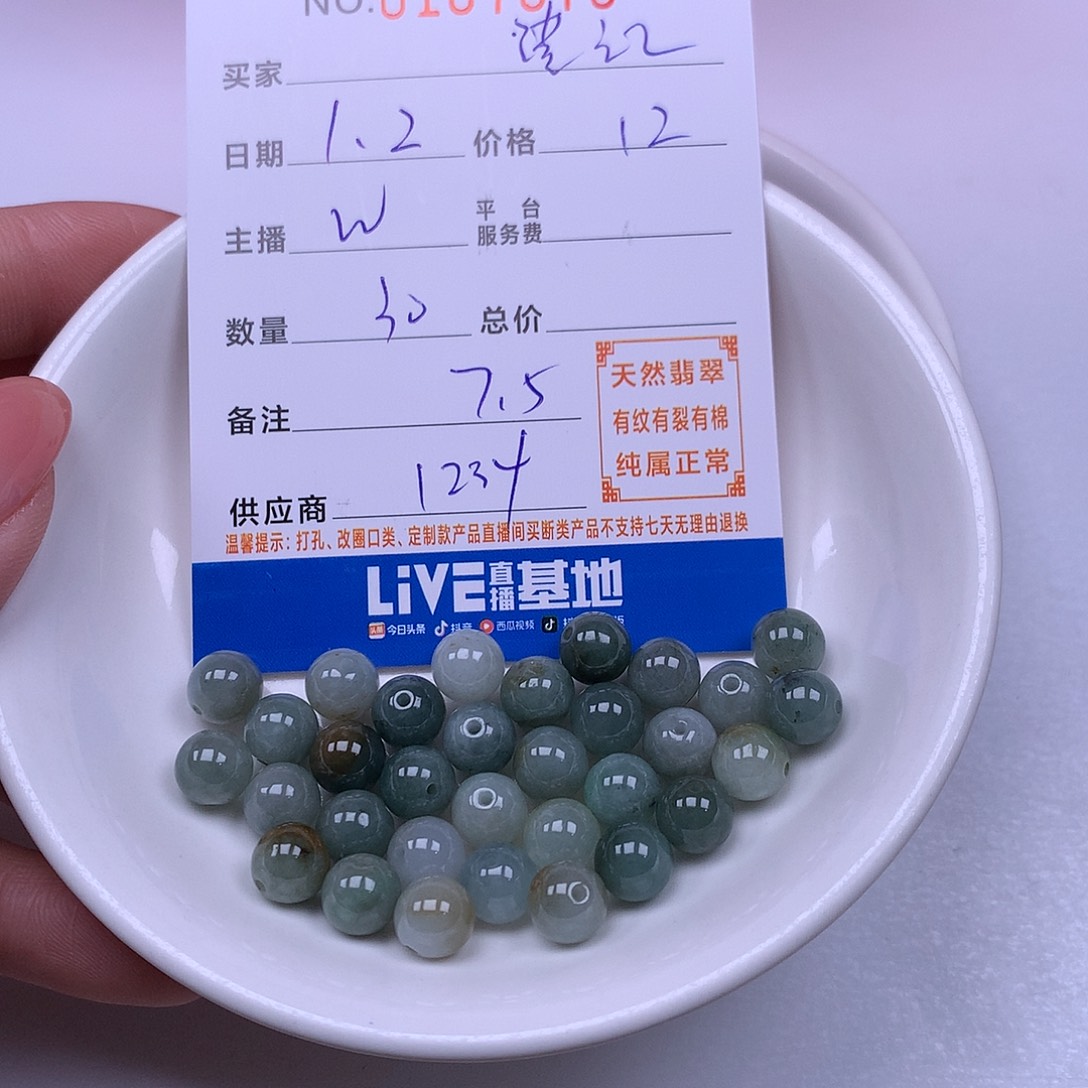 NO.
买家
日期 1.2 价格 12
主播 W 平台服务费
数量 30 总价
备注 7.5
供应商 1234
天然翡翠
有纹有裂有棉
纯属正常
温馨提示：打孔、改圈口类、定制款产品直播间买断类产品不支持七天无理由退换
LiVE直播基地
今日头条 抖音 西瓜视频